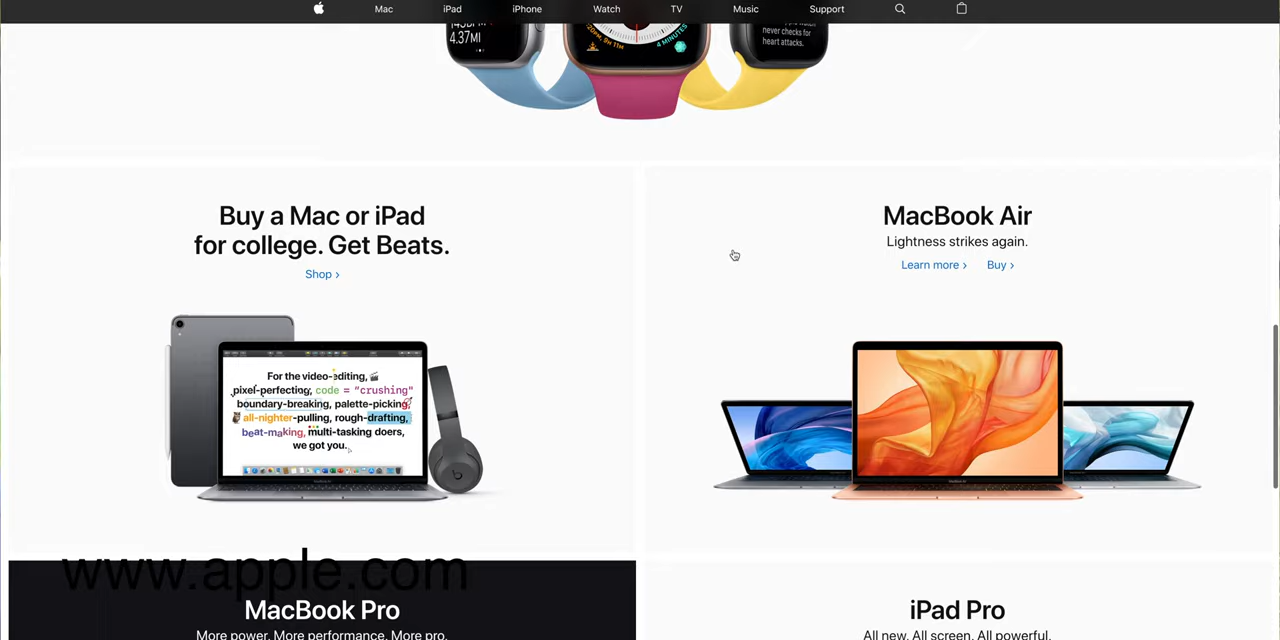 Mac iPad iPhone Watch TV Music Support
4.37MI
4 MINUTES
never checks for
heart attacks.
Buy a Mac or iPad
for college. Get Beats.
Shop ›
For the video-editing,
pixel-perfecting, code = "crushing"
boundary-breaking, palette-picking,
all-nighter-pulling, rough-drafting,
beat-making, multi-tasking doers,
we got you.
MacBook Air
Lightness strikes again.
Learn more › Buy ›
www.apple.com
MacBook Pro
More power. More performance. More pro.
iPad Pro
All new. All screen. All powerful.